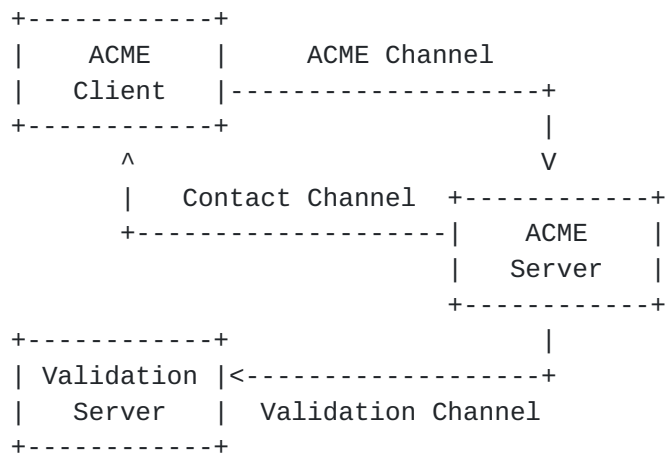 +------------+
|    ACME    |     ACME Channel
|   Client   |--------------------+
+------------+                    |
       ^                          V
       |   Contact Channel  +------------+
       +--------------------|    ACME    |
                            |   Server   |
                            +------------+
+------------+                    |
| Validation |<-------------------+
|   Server   |  Validation Channel
+------------+